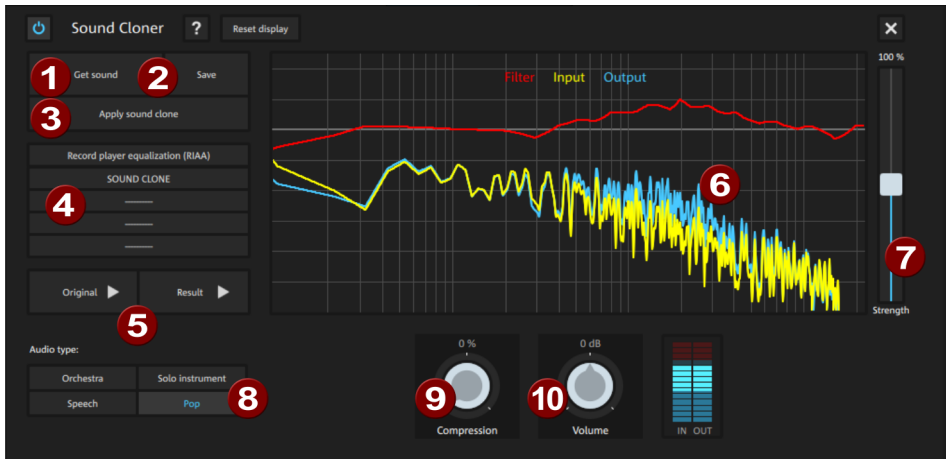 Sound Cloner ? Reset display
100 %
1 Get sound 2 Save
Filter Input Output
3 Apply sound clone
Record player equalization (RIAA)
SOUND CLONE
4
6
7
Original Result
5
Strength
Audio type:
0 % 0 dB
Orchestra Solo instrument
Speech Pop 8
9 10
Compression Volume IN OUT